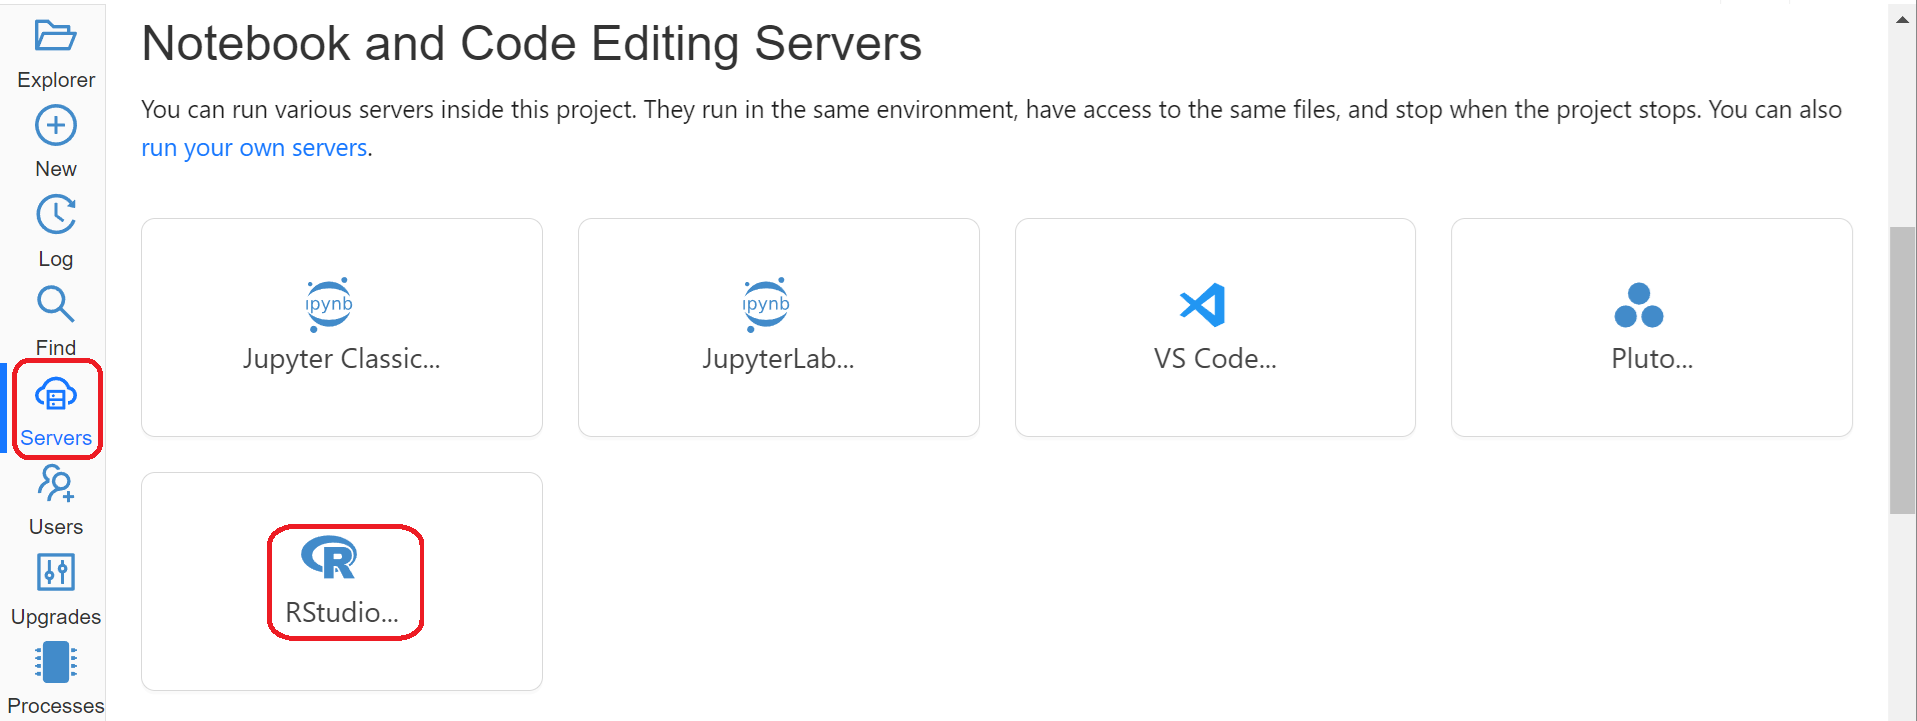 Notebook and Code Editing Servers
You can run various servers inside this project. They run in the same environment, have access to the same files, and stop when the project stops. You can also
run your own servers.
Explorer
New
Log
Find
Servers
Users
Upgrades
Processes
ipynb
Jupyter Classic...
ipynb
JupyterLab...
VS Code...
Pluto...
R
RStudio...